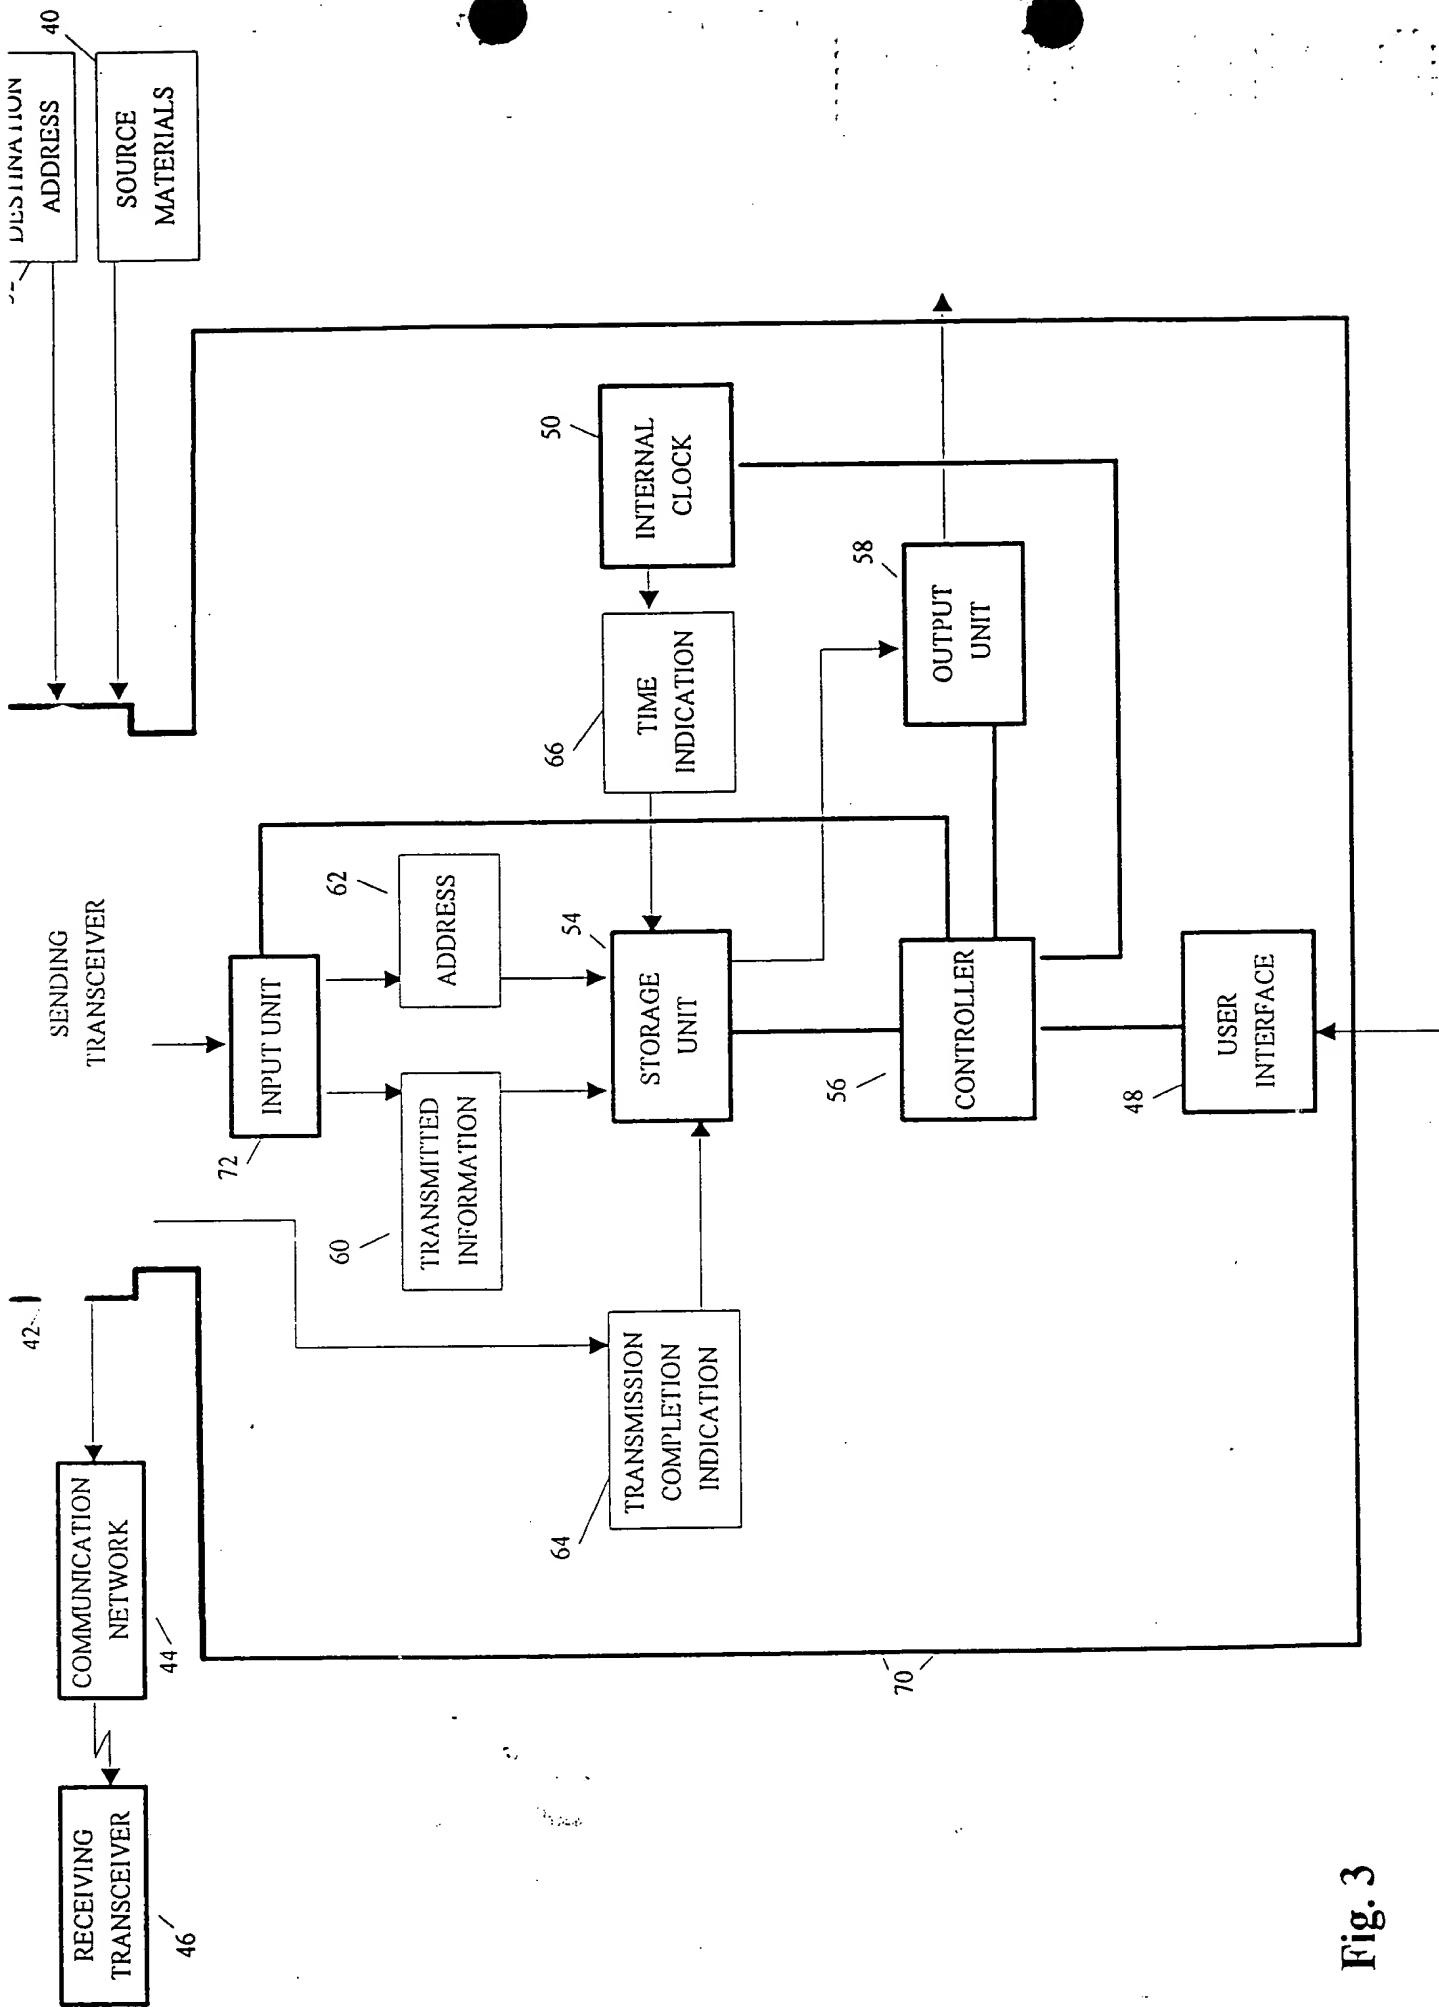 RECEIVING
TRANSCEIVER
46
COMMUNICATION
NETWORK
44
42
SENDING
TRANSCEIVER
DESTINATION
ADDRESS
40
SOURCE
MATERIALS
72
INPUT UNIT
60
TRANSMITTED
INFORMATION
62
ADDRESS
64
TRANSMISSION
COMPLETION
INDICATION
54
STORAGE
UNIT
66
TIME
INDICATION
50
INTERNAL
CLOCK
56
CONTROLLER
58
OUTPUT
UNIT
48
USER
INTERFACE
70
Fig. 3